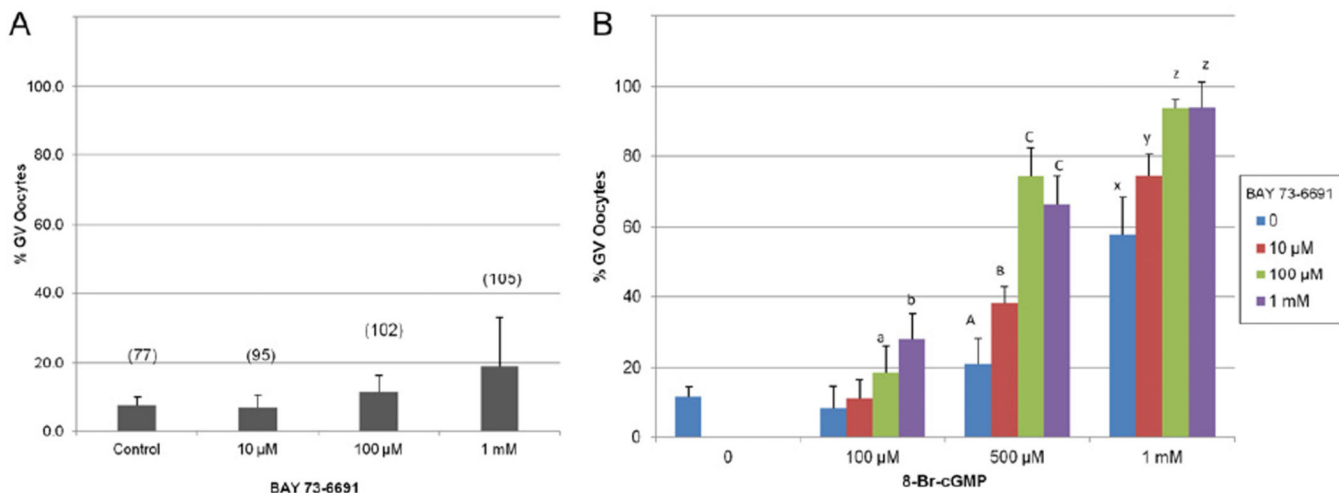 A
% GV Oocytes
100.0
80.0
60.0
40.0
20.0
0.0
(77)
(95)
(102)
(105)
Control
10 µM
100 µM
1 mM
BAY 73-6691
B
% GV Oocytes
100
80
60
40
20
0
a
b
A
B
C
C
x
y
z
z
0
100 µM
500 µM
1 mM
8-Br-cGMP
BAY 73-6691
0
10 µM
100 µM
1 mM